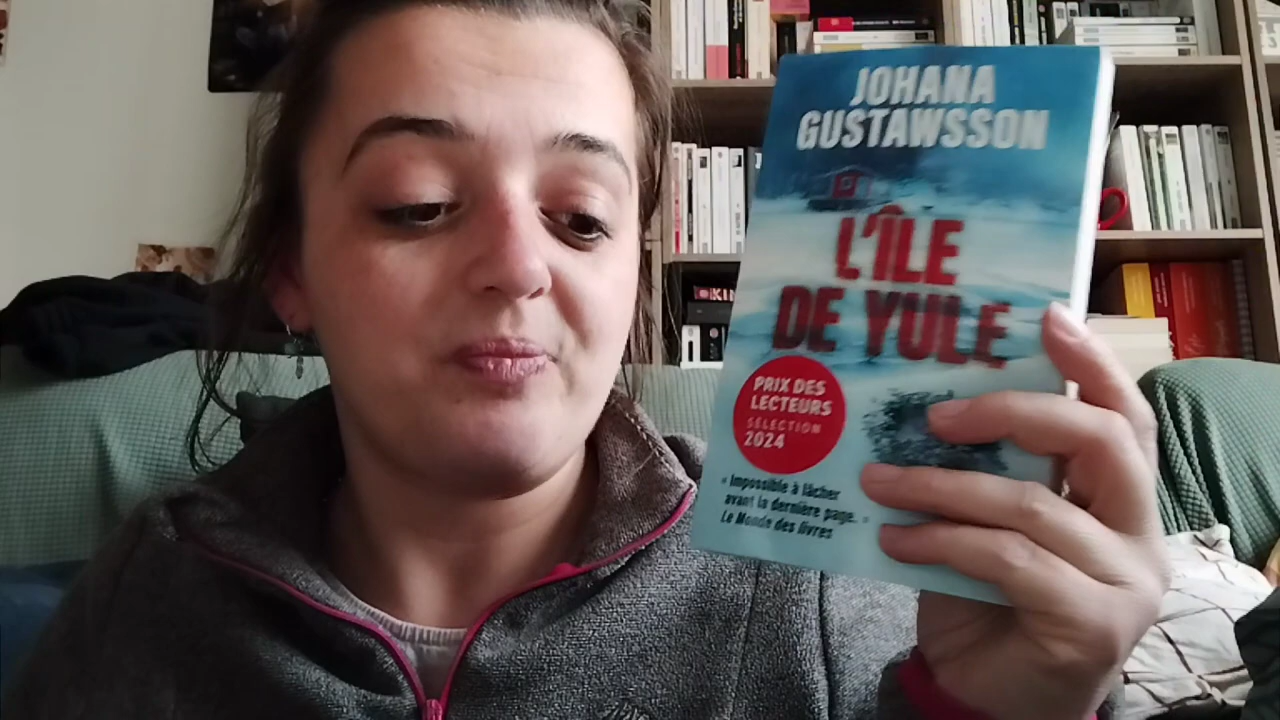 JOHANA
GUSTAWSSON
L'ÎLE
DE YULE
PRIX DES
LECTEURS
SÉLECTION
2024
« Impossible à lâcher
avant la dernière page. »
Le Monde des livres